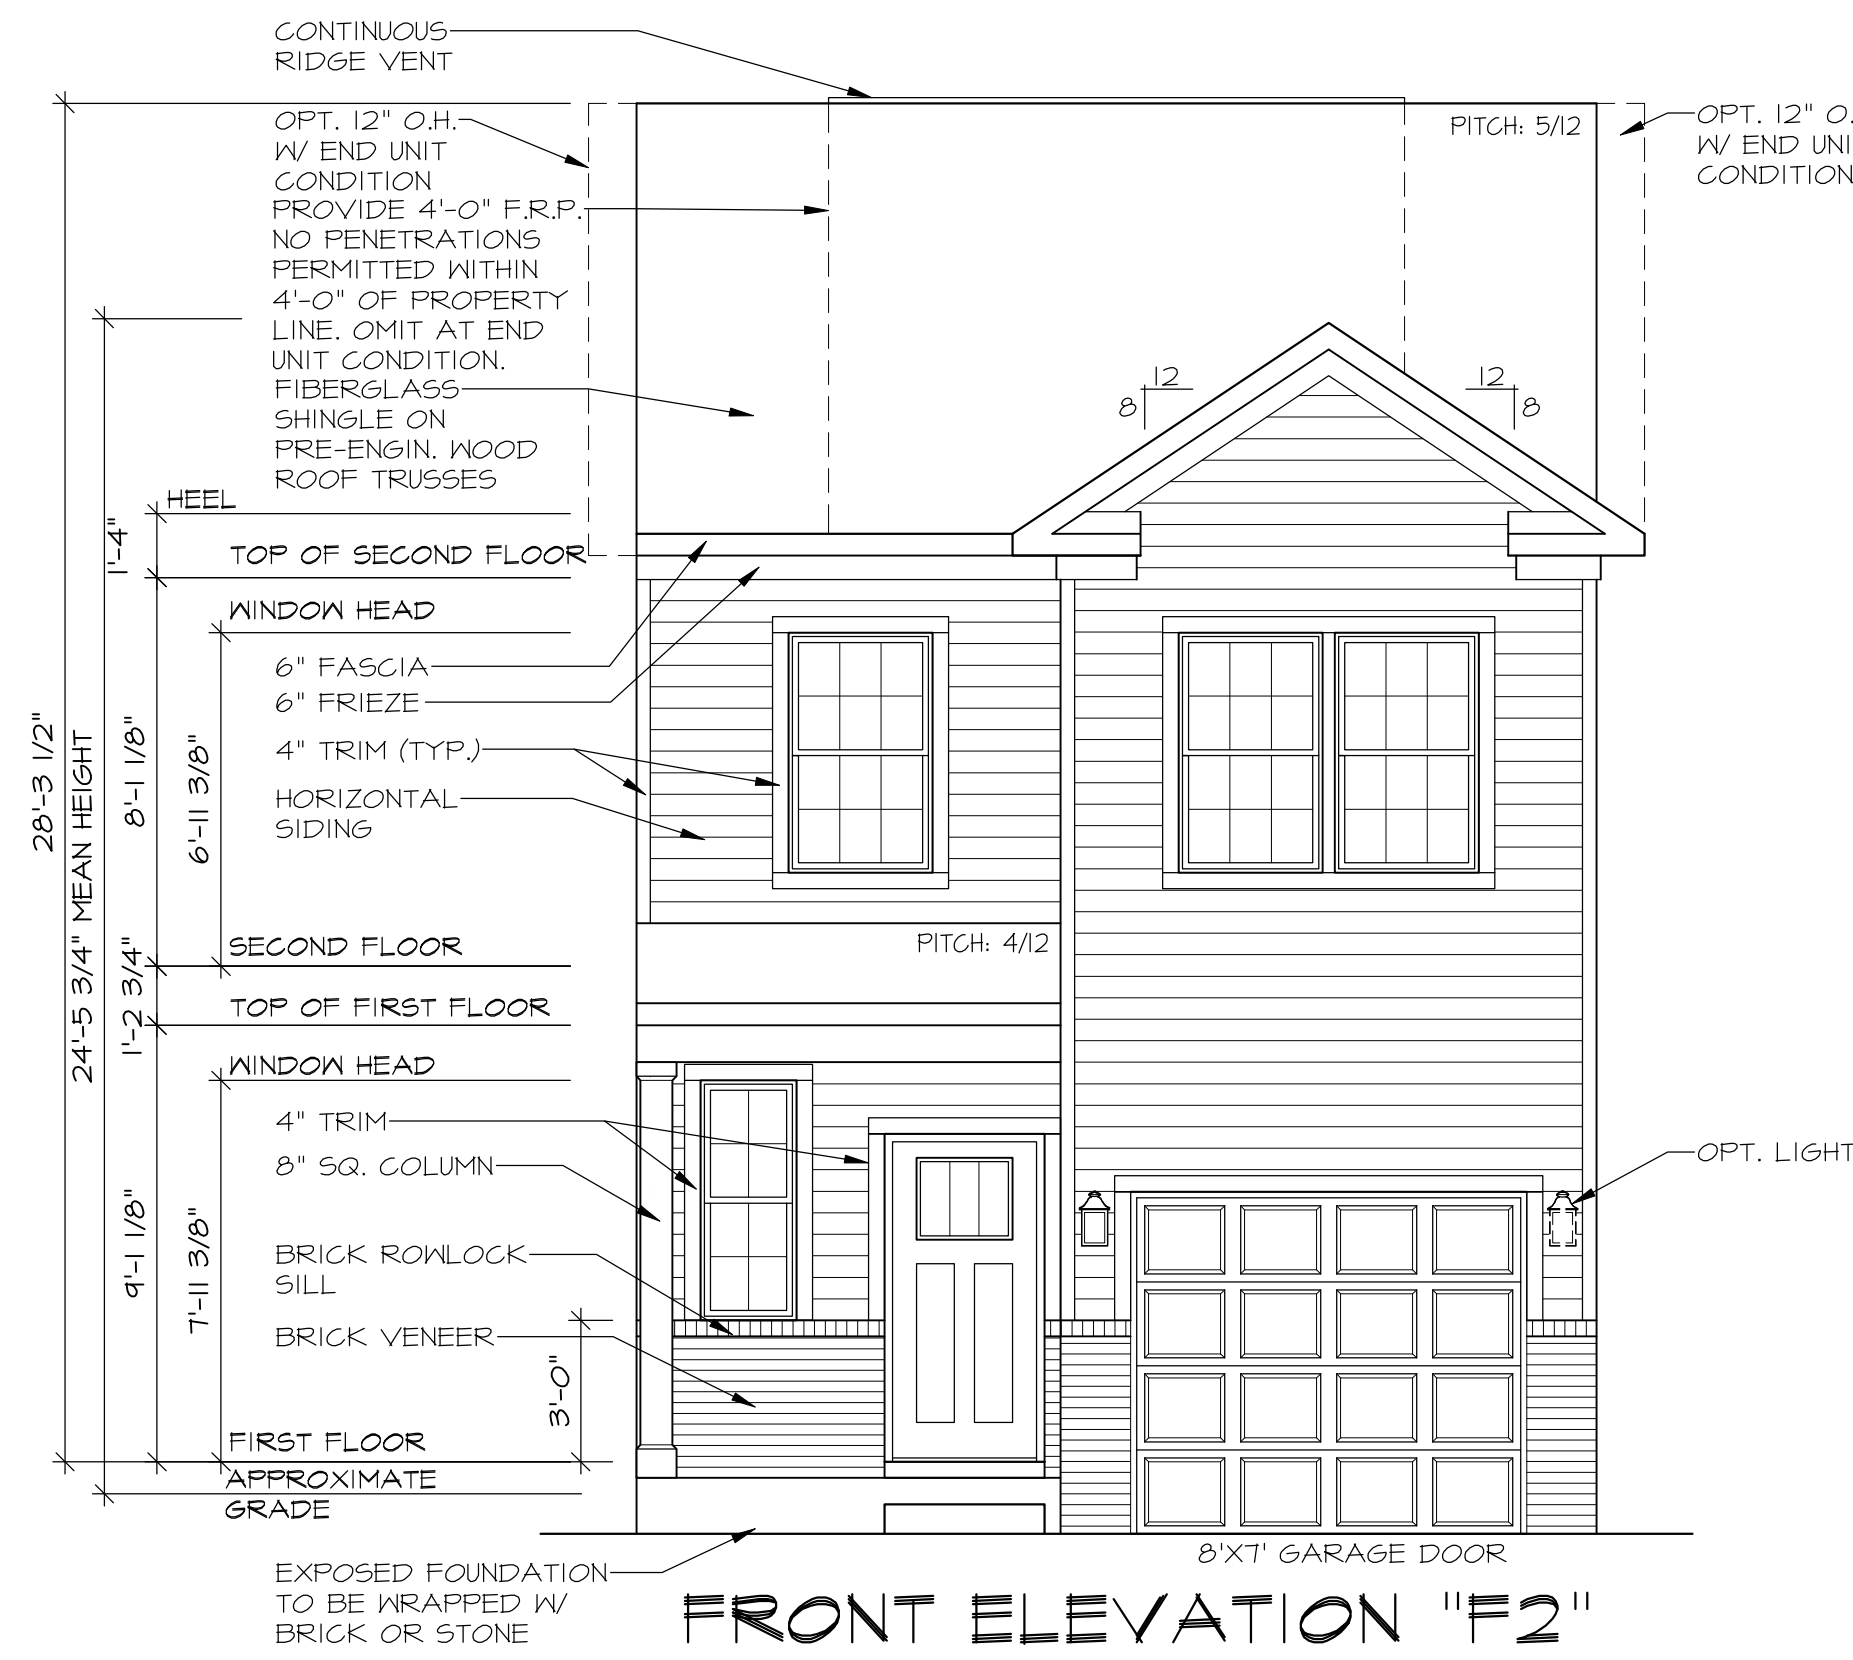 CONTINUOUS
RIDGE VENT
OPT. 12" O.H.
W/ END UNIT
CONDITION
PROVIDE 4'-0" F.R.P.
NO PENETRATIONS
PERMITTED WITHIN
4'-0" OF PROPERTY
LINE. OMIT AT END
UNIT CONDITION.
FIBERGLASS
SHINGLE ON
PRE-ENGIN. WOOD
ROOF TRUSSES
PITCH: 5/12
OPT. 12" O.
W/ END UNI
CONDITION
12
8
12
8
HEEL
1'-4"
TOP OF SECOND FLOOR
WINDOW HEAD
6" FASCIA
6" FRIEZE
4" TRIM (TYP.)
HORIZONTAL
SIDING
28'-3 1/2"
24'-5 3/4" MEAN HEIGHT
8'-1 1/8"
6'-11 3/8"
SECOND FLOOR
PITCH: 4/12
1'-2 3/4"
TOP OF FIRST FLOOR
WINDOW HEAD
4" TRIM
8" SQ. COLUMN
OPT. LIGHT
9'-1 1/8"
7'-11 3/8"
BRICK ROWLOCK
SILL
BRICK VENEER
3'-0"
FIRST FLOOR
APPROXIMATE
GRADE
EXPOSED FOUNDATION
TO BE WRAPPED W/
BRICK OR STONE
8'X7' GARAGE DOOR
FRONT ELEVATION "F2"